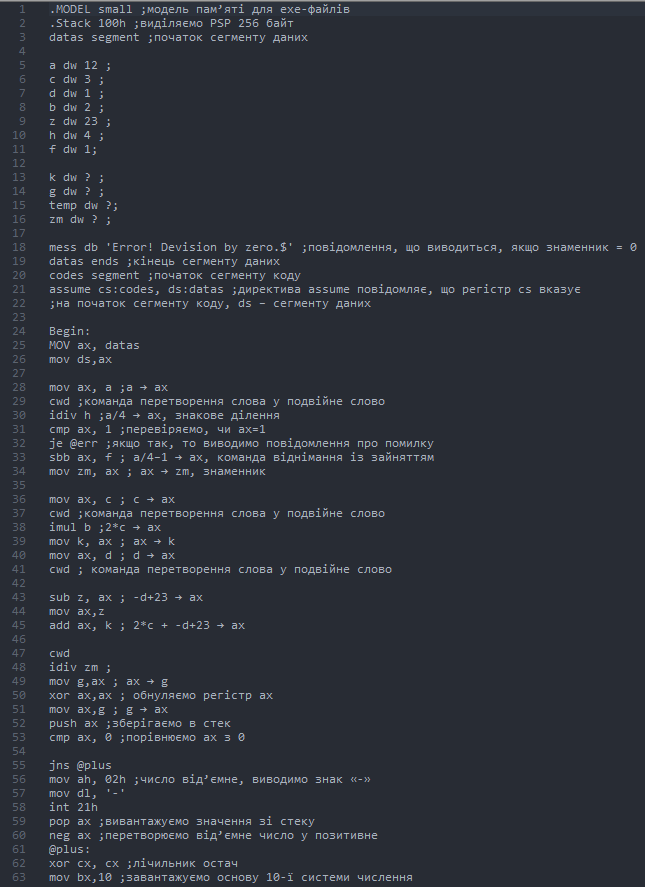 1 .MODEL small ;модель пам’яті для exe-файлів
2 .Stack 100h ;виділяємо PSP 256 байт
3 datas segment ;початок сегменту даних
4
5 a dw 12 ;
6 c dw 3 ;
7 d dw 1 ;
8 b dw 2 ;
9 z dw 23 ;
10 h dw 4 ;
11 f dw 1;
12
13 k dw ? ;
14 g dw ? ;
15 temp dw ?;
16 zm dw ? ;
17
18 mess db 'Error! Devision by zero.$' ;повідомлення, що виводиться, якщо знаменник = 0
19 datas ends ;кінець сегменту даних
20 codes segment ;початок сегменту коду
21 assume cs:codes, ds:datas ;директива assume повідомляє, що регістр cs вказує
22 ;на початок сегменту коду, ds – сегменту даних
23
24 Begin:
25 MOV ax, datas
26 mov ds,ax
27
28 mov ax, a ;a → ax
29 cwd ;команда перетворення слова у подвійне слово
30 idiv h ;a/4 → ax, знакове ділення
31 cmp ax, 1 ;перевіряємо, чи ax=1
32 je @err ;якщо так, то виводимо повідомлення про помилку
33 sbb ax, f ; a/4-1 → ax, команда віднімання із зайняттям
34 mov zm, ax ; ax → zm, знаменник
35
36 mov ax, c ; c → ax
37 cwd ;команда перетворення слова у подвійне слово
38 imul b ;2*c → ax
39 mov k, ax ; ax → k
40 mov ax, d ; d → ax
41 cwd ; команда перетворення слова у подвійне слово
42
43 sub z, ax ; -d+23 → ax
44 mov ax,z
45 add ax, k ; 2*c + -d+23 → ax
46
47 cwd
48 idiv zm ;
49 mov g,ax ; ax → g
50 xor ax,ax ; обнуляємо регістр ax
51 mov ax,g ; g → ax
52 push ax ;зберігаємо в стек
53 cmp ax, 0 ;порівнюємо ax з 0
54
55 jns @plus
56 mov ah, 02h ;число від’ємне, виводимо знак «-»
57 mov dl, '-'
58 int 21h
59 pop ax ;вивантажуємо значення зі стеку
60 neg ax ;перетворюємо від’ємне число у позитивне
61 @plus:
62 xor cx, cx ;лічильник остач
63 mov bx,10 ;завантажуємо основу 10-ї системи числення